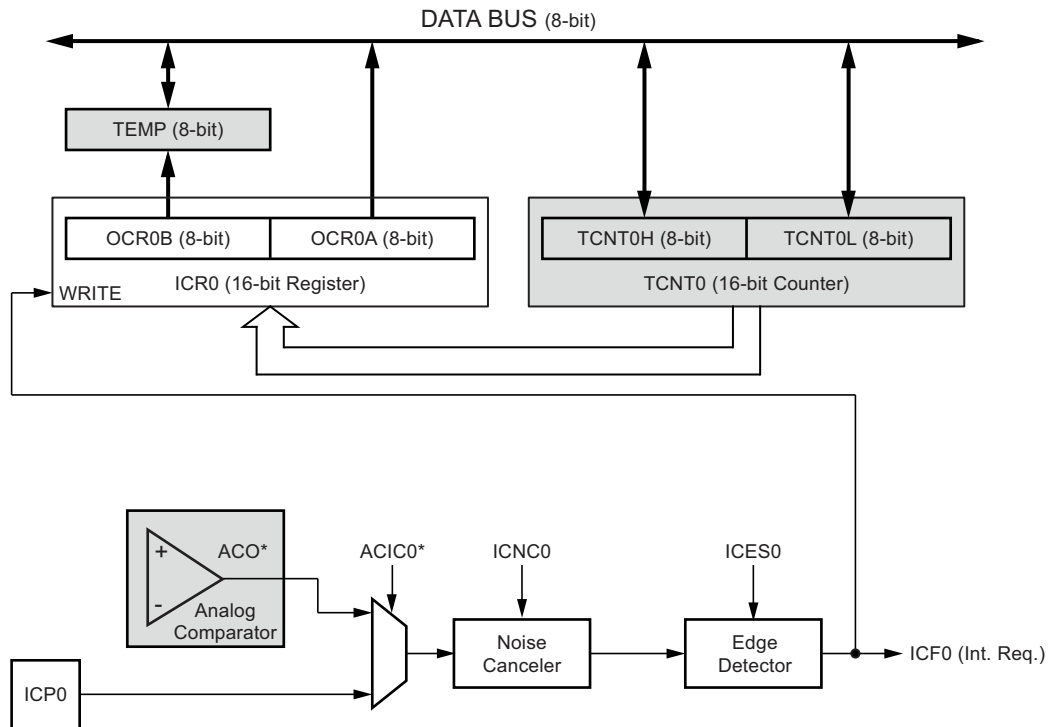 DATA BUS (8-bit)
TEMP (8-bit)
OCR0B (8-bit)
OCR0A (8-bit)
ICR0 (16-bit Register)
WRITE
TCNT0H (8-bit)
TCNT0L (8-bit)
TCNT0 (16-bit Counter)
+
-
ACO*
Analog
Comparator
ACIC0*
ICNC0
ICES0
Noise
Canceler
Edge
Detector
ICF0 (Int. Req.)
ICP0